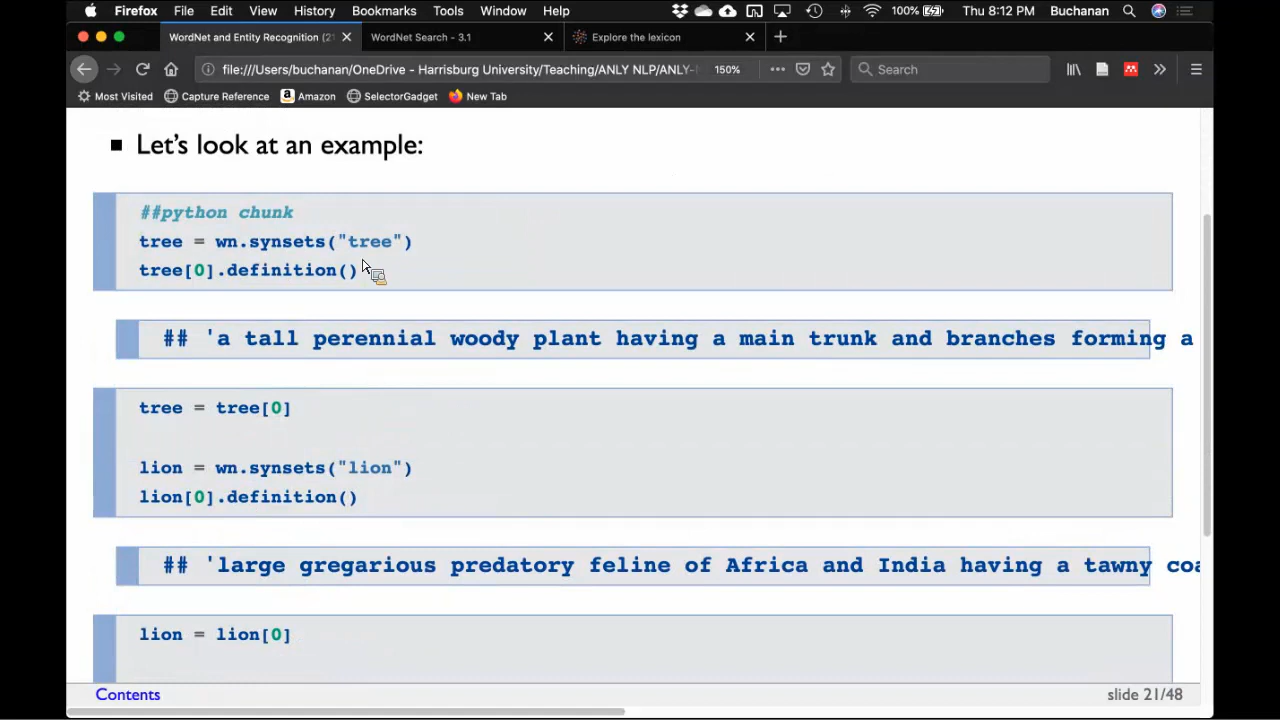 Firefox File Edit View History Bookmarks Tools Window Help 100% Thu 8:12 PM Buchanan
WordNet and Entity Recognition (21 WordNet Search - 3.1 Explore the lexicon
file:///Users/buchanan/OneDrive - Harrisburg University/Teaching/ANLY NLP/ANLY- 150% Search
Most Visited Capture Reference Amazon SelectorGadget New Tab
Let's look at an example:
##python chunk
tree = wn.synsets("tree")
tree[0].definition()
## 'a tall perennial woody plant having a main trunk and branches forming a
tree = tree[0]
lion = wn.synsets("lion")
lion[0].definition()
## 'large gregarious predatory feline of Africa and India having a tawny coa
lion = lion[0]
Contents slide 21/48